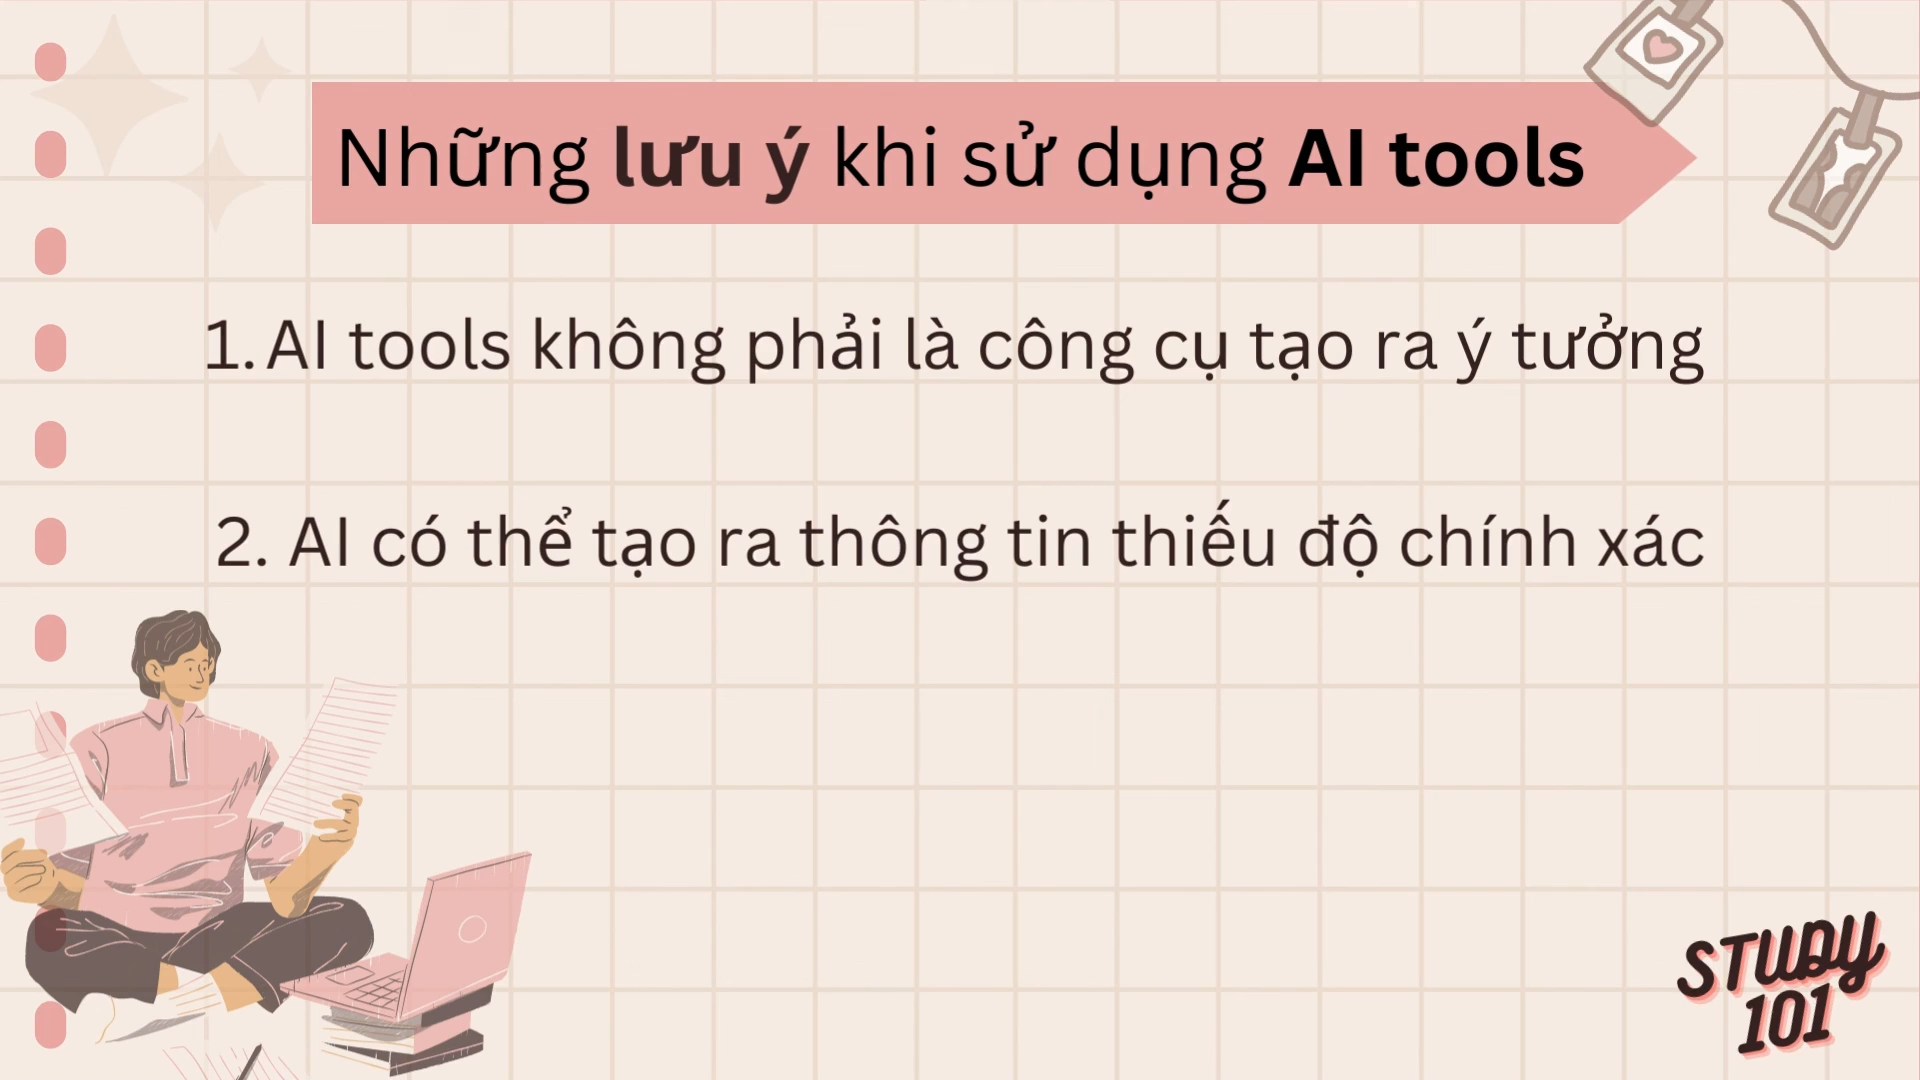 Những lưu ý khi sử dụng AI tools
1. AI tools không phải là công cụ tạo ra ý tưởng
2. AI có thể tạo ra thông tin thiếu độ chính xác
STUDY
101